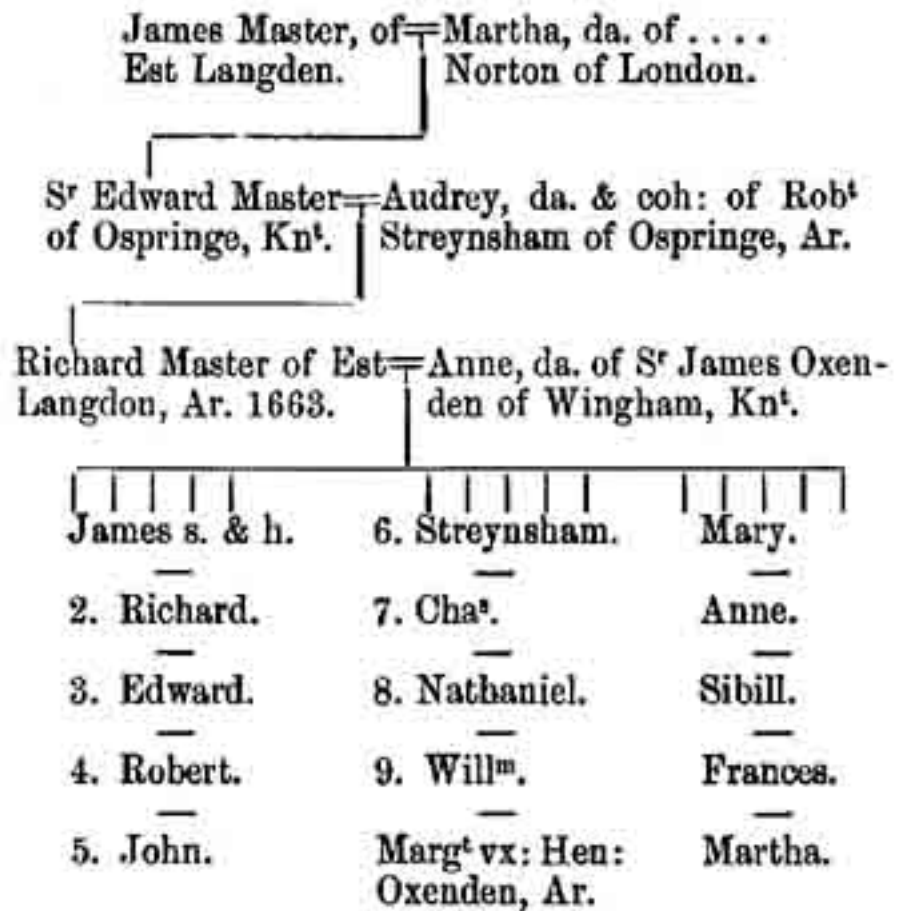 James Master, of Martha, da. of ....
Est Langden. Norton of London.
Sʳ Edward Master Audrey, da. & coh: of Robᵗ
of Ospringe, Knᵗ. Streynsham of Ospringe, Ar.
Richard Master of Est Anne, da. of Sʳ James Oxen-
Langdon, Ar. 1663. den of Wingham, Knᵗ.
James s. & h. 6. Streynsham. Mary.
2. Richard. 7. Chaˢ. Anne.
3. Edward. 8. Nathaniel. Sibill.
4. Robert. 9. Willᵐ. Frances.
5. John. Margᵗ vx: Hen: Martha.
Oxenden, Ar.